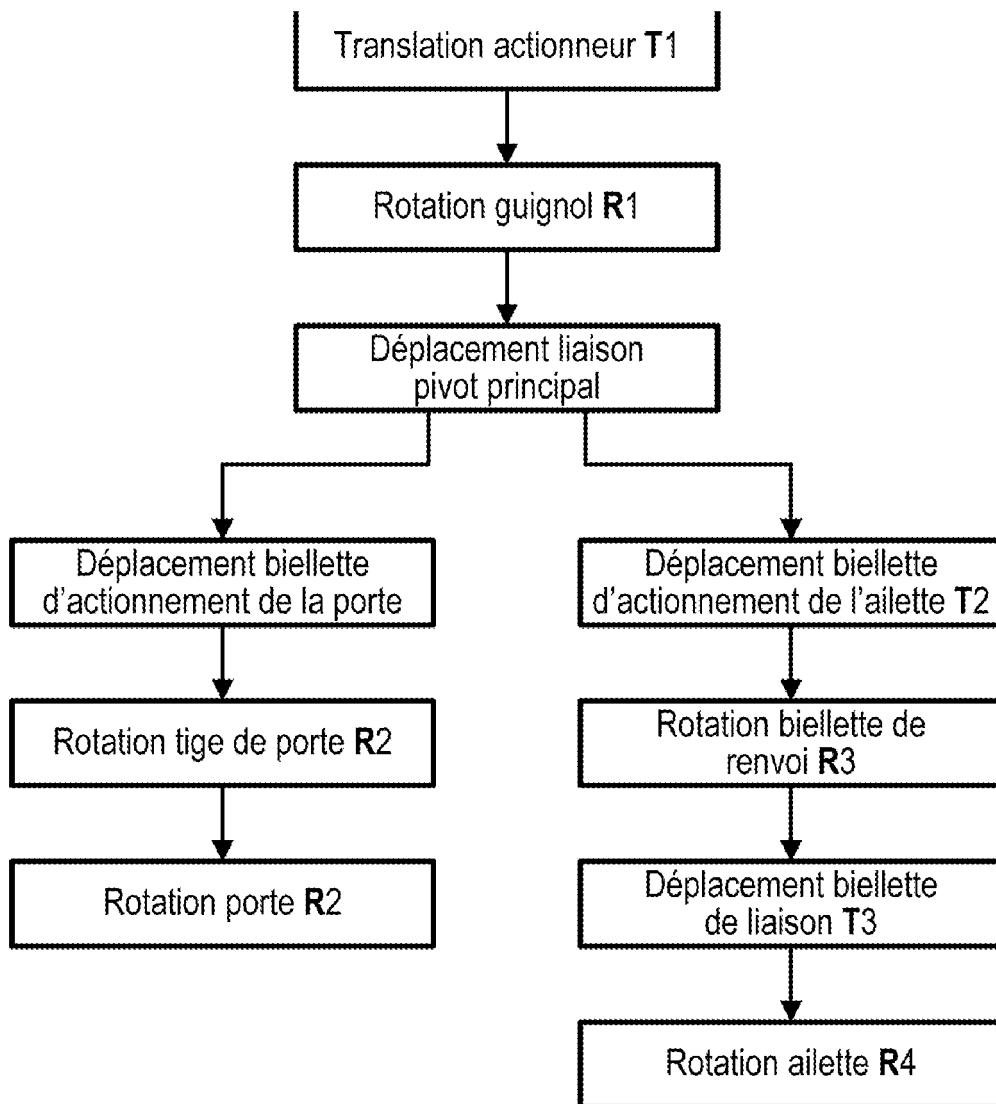 Translation actionneur T1
Rotation guignol R1
Déplacement liaison
pivot principal
Déplacement biellette
d'actionnement de la porte
Rotation tige de porte R2
Rotation porte R2
Déplacement biellette
d'actionnement de l'ailette T2
Rotation biellette de
renvoi R3
Déplacement biellette
de liaison T3
Rotation ailette R4